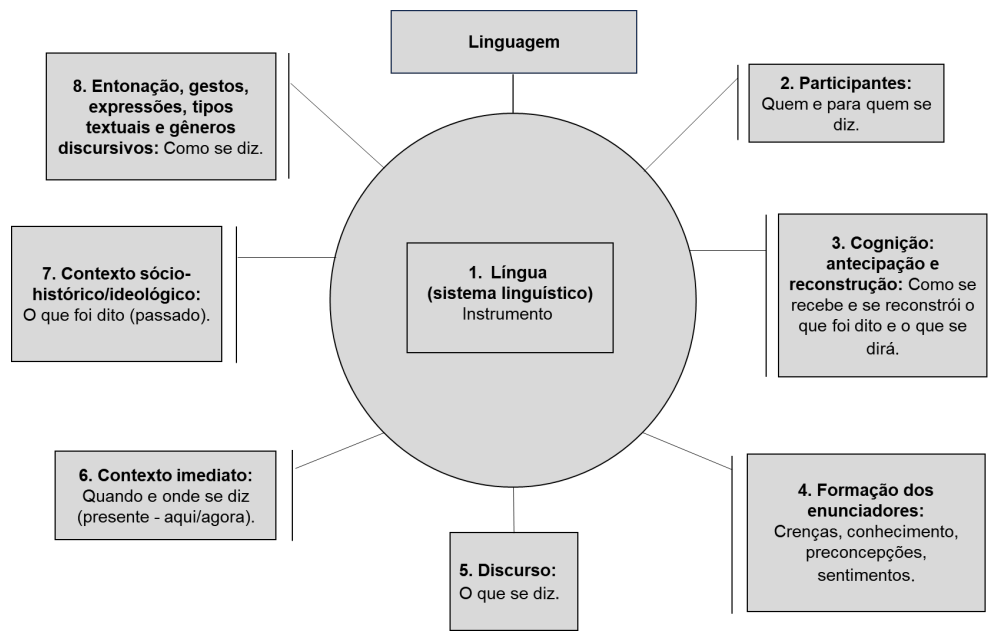 Linguagem
1. Língua
(sistema linguístico)
Instrumento
2. Participantes:
Quem e para quem se
diz.
3. Cognição:
antecipação e
reconstrução: Como se
recebe e se reconstrói o
que foi dito e o que se
dirá.
4. Formação dos
enunciadores:
Crenças, conhecimento,
preconcepções,
sentimentos.
5. Discurso:
O que se diz.
6. Contexto imediato:
Quando e onde se diz
(presente - aqui/agora).
7. Contexto sócio-
histórico/ideológico:
O que foi dito (passado).
8. Entonação, gestos,
expressões, tipos
textuais e gêneros
discursivos: Como se diz.